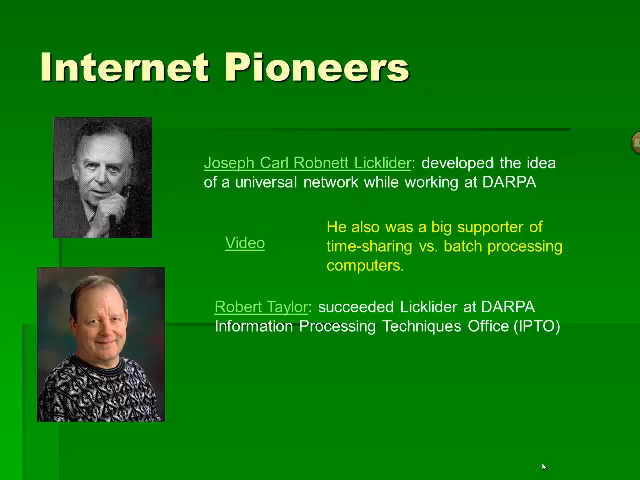 Internet Pioneers
Joseph Carl Robnett Licklider: developed the idea
of a universal network while working at DARPA
He also was a big supporter of
time-sharing vs. batch processing
computers.
Video
Robert Taylor: succeeded Licklider at DARPA
Information Processing Techniques Office (IPTO)